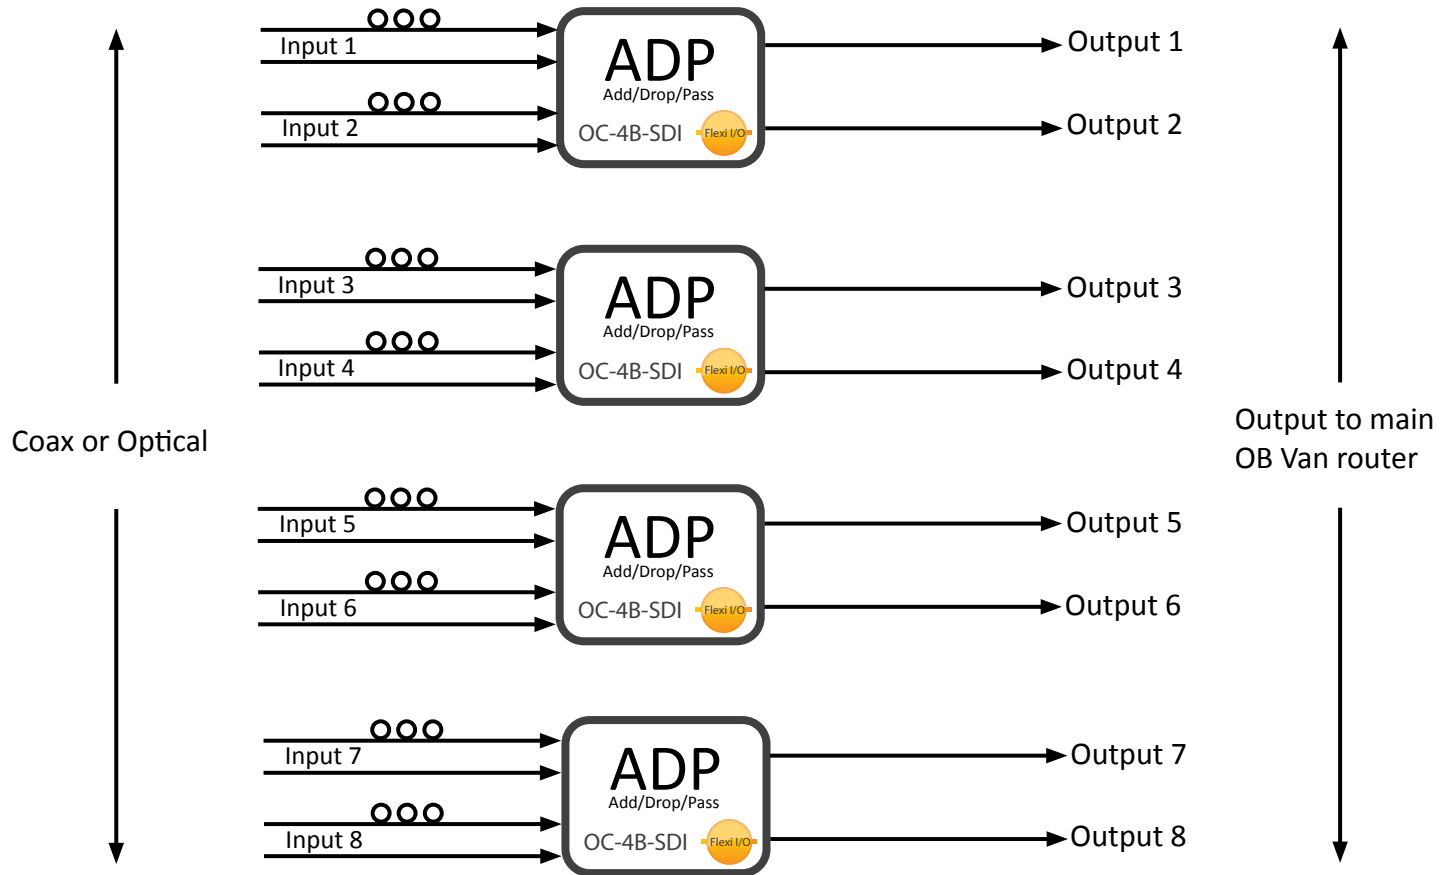 Input 1
Input 2
ADP
Add/Drop/Pass
OC-4B-SDI
Flexi I/O
Output 1
Output 2
Input 3
Input 4
ADP
Add/Drop/Pass
OC-4B-SDI
Flexi I/O
Output 3
Output 4
Coax or Optical
Output to main
OB Van router
Input 5
Input 6
ADP
Add/Drop/Pass
OC-4B-SDI
Flexi I/O
Output 5
Output 6
Input 7
Input 8
ADP
Add/Drop/Pass
OC-4B-SDI
Flexi I/O
Output 7
Output 8